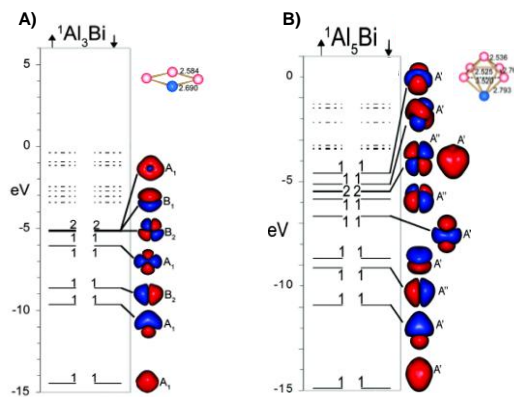 A)
¹Al₃Bi
5
0
eV
-5
-10
-15
2.584
2.690
2 2
1 1
1 1
1 1
1 1
1 1
A₁
B₁
B₂
A₁
B₂
A₁
A₁
B)
¹Al₅Bi
0
-5
eV
-10
-15
2.536
2.525
2.520
2.793
1 1
1 1
2 2
1 1
1 1
1 1
1 1
1 1
1 1
A'
A'
A" A'
A"
A'
A'
A"
A'
A'